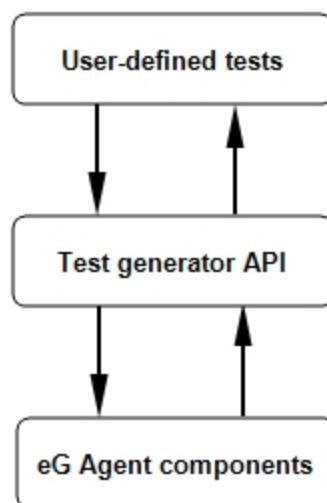 User-defined tests
Test generator API
eG Agent components